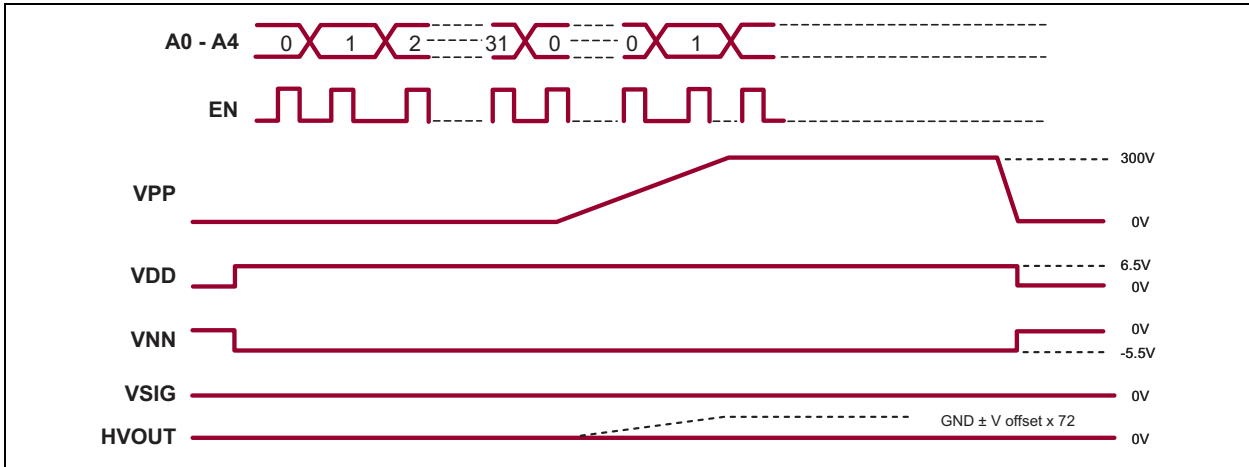 A0 - A4 0 1 2 31 0 0 1
EN
VPP 300V
0V
VDD 6.5V
0V
VNN 0V
-5.5V
VSIG 0V
HVOUT GND ± V offset x 72 0V